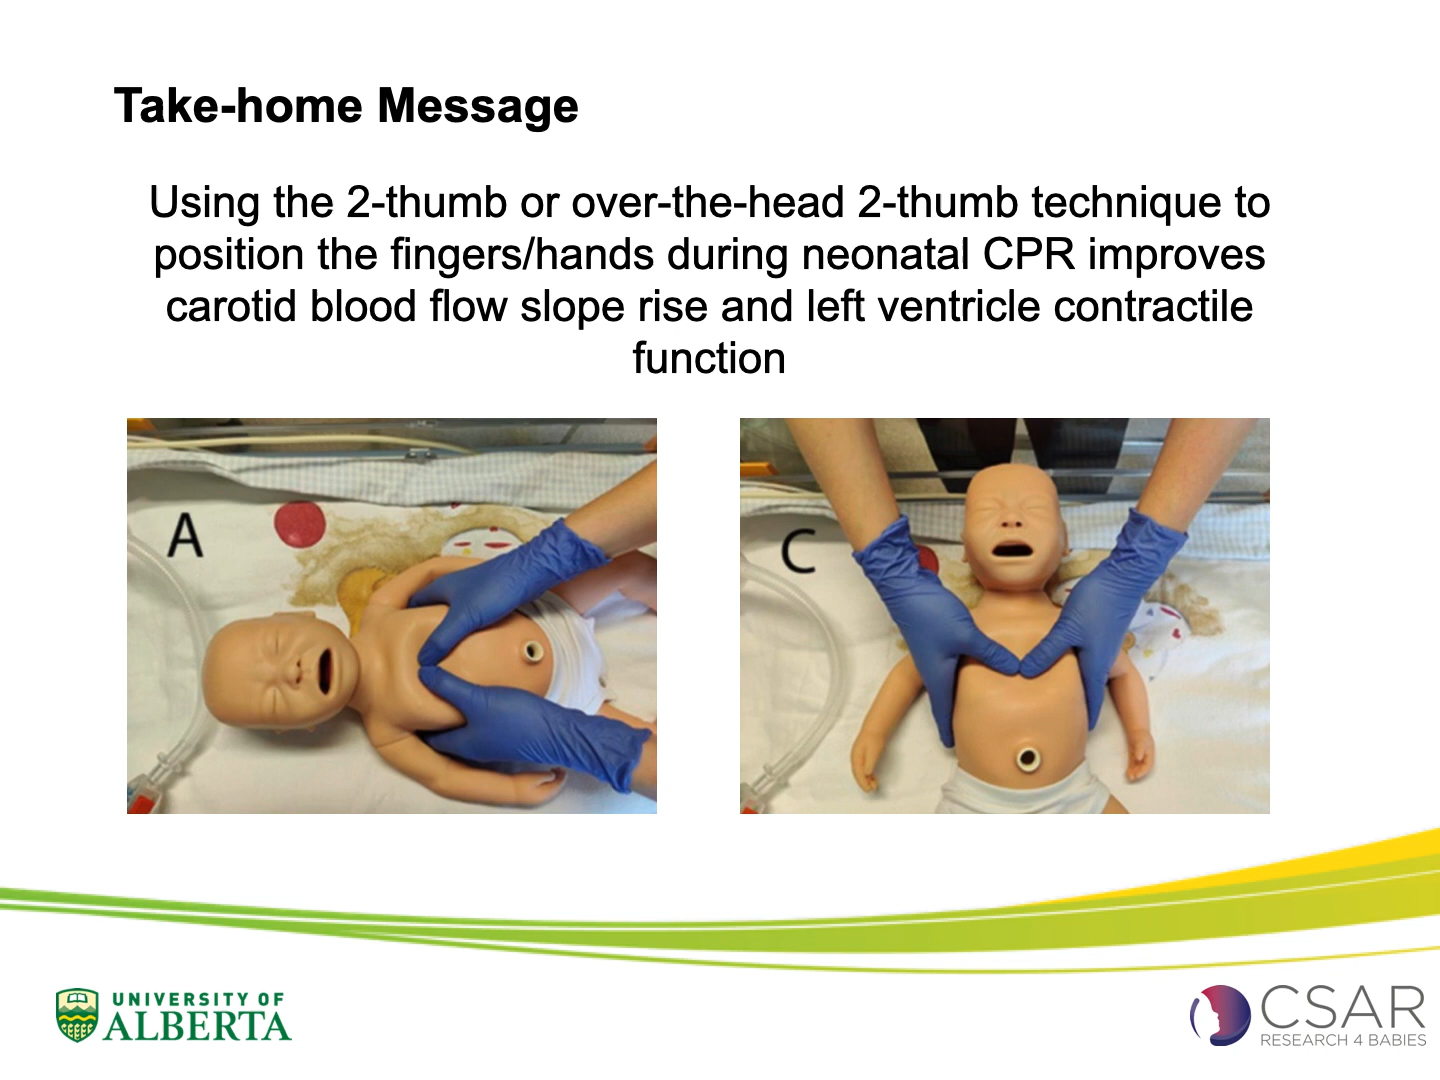 Take-home Message
Using the 2-thumb or over-the-head 2-thumb technique to
position the fingers/hands during neonatal CPR improves
carotid blood flow slope rise and left ventricle contractile
function
A
C
UNIVERSITY OF
ALBERTA
CSAR
RESEARCH 4 BABIES